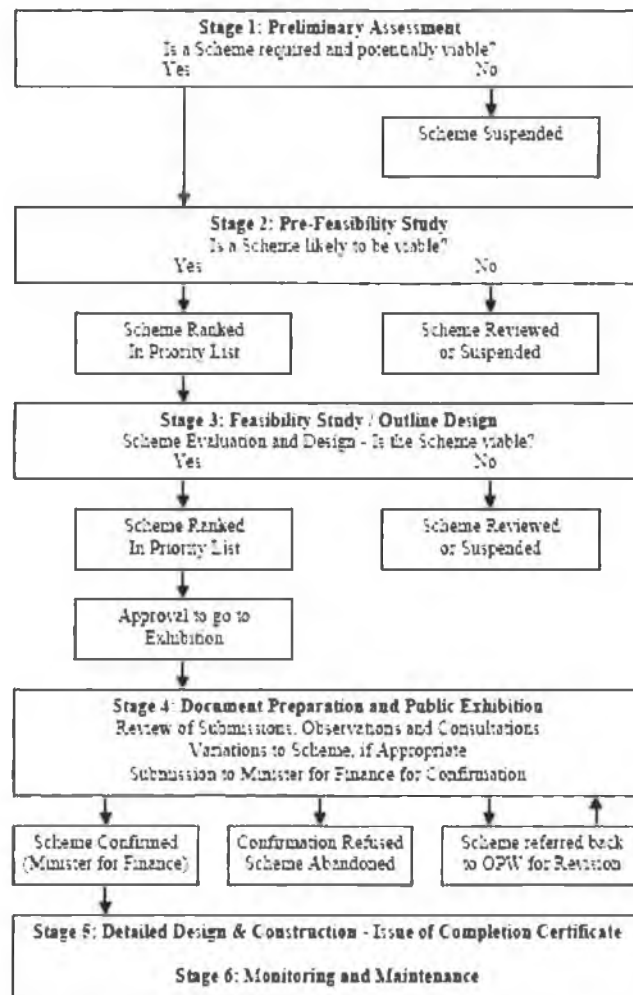 Stage 1: Preliminary Assessment
Is a Scheme required and potentially viable?
Yes No
Scheme Suspended
Stage 2: Pre-Feasibility Study
Is a Scheme likely to be viable?
Yes No
Scheme Ranked
In Priority List
Scheme Reviewed
or Suspended
Stage 3: Feasibility Study / Outline Design
Scheme Evaluation and Design - Is the Scheme viable?
Yes No
Scheme Ranked
In Priority List
Scheme Reviewed
or Suspended
Approval to go to
Exhibition
Stage 4: Document Preparation and Public Exhibition
Review of Submissions, Observations and Consultations
Variations to Scheme, if Appropriate
Submission to Minister for Finance for Confirmation
Scheme Confirmed
(Minister for Finance)
Confirmation Refused
Scheme Abandoned
Scheme referred back
to OPW for Revision
Stage 5: Detailed Design & Construction - Issue of Completion Certificate
Stage 6: Monitoring and Maintenance